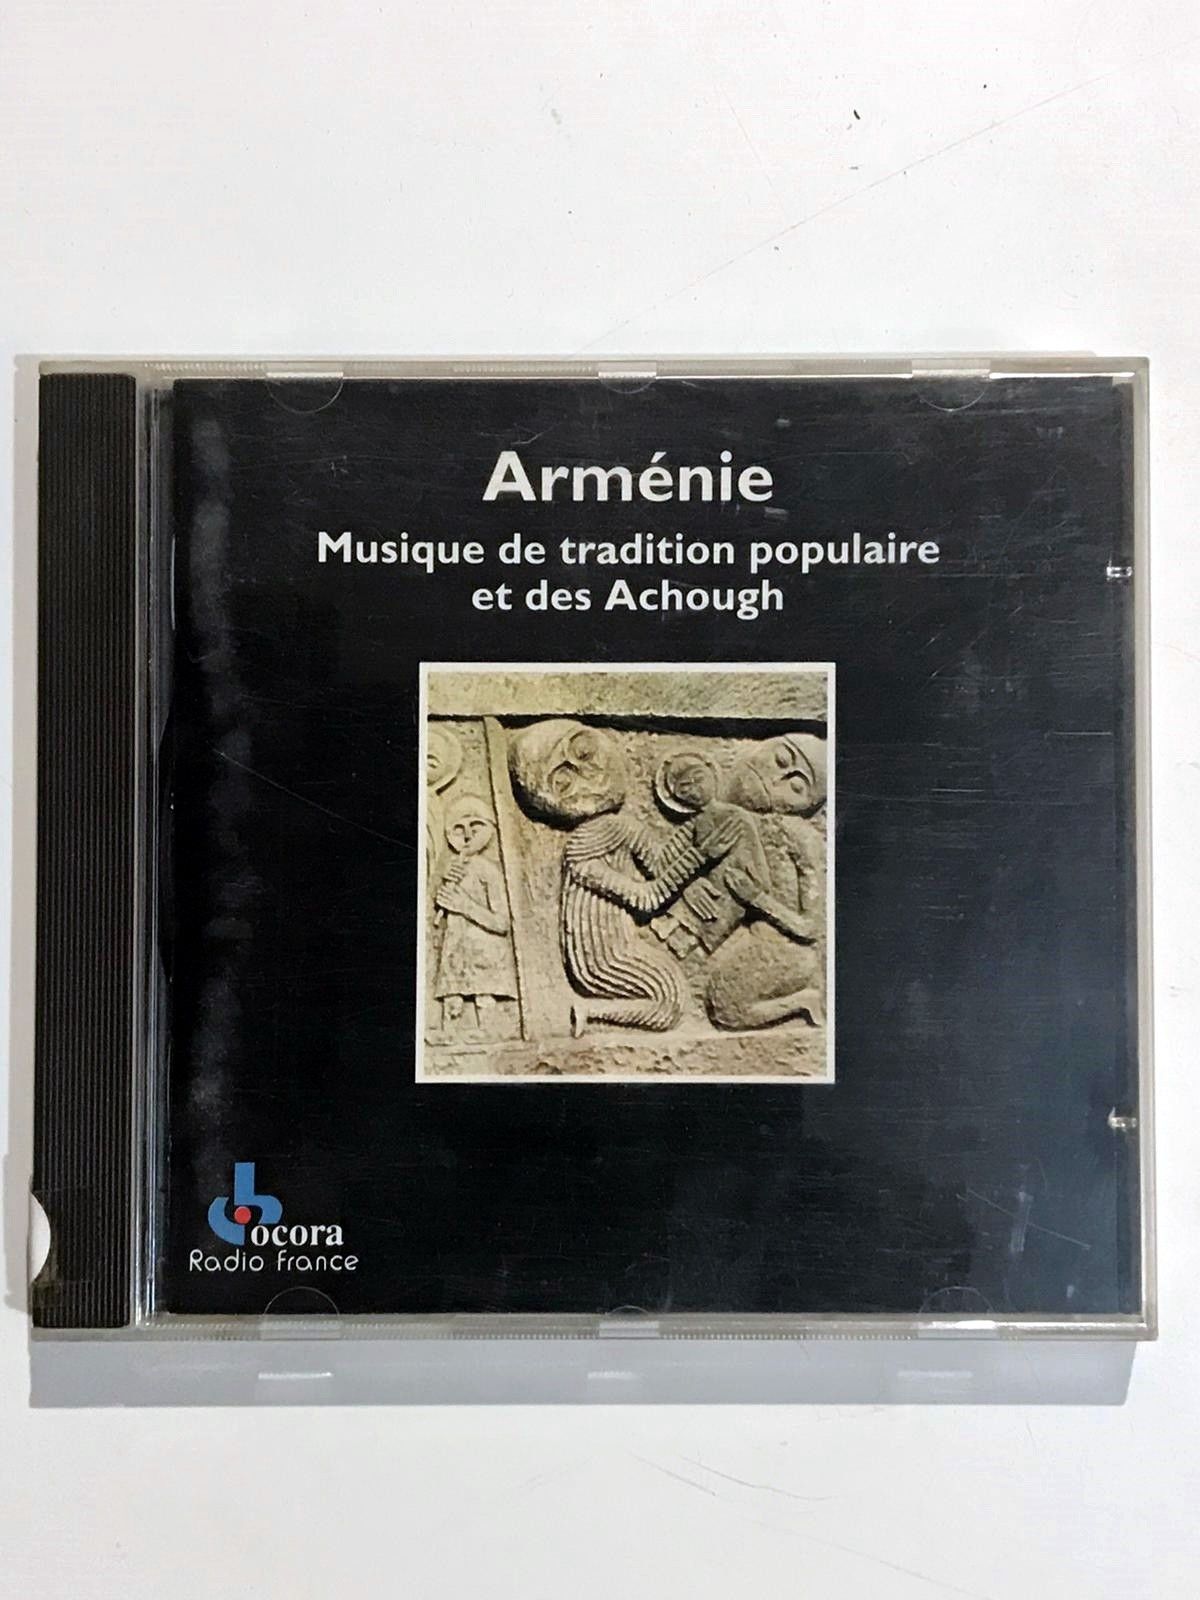 Arménie
Musique de tradition populaire
et des Achough
ocora
Radio france